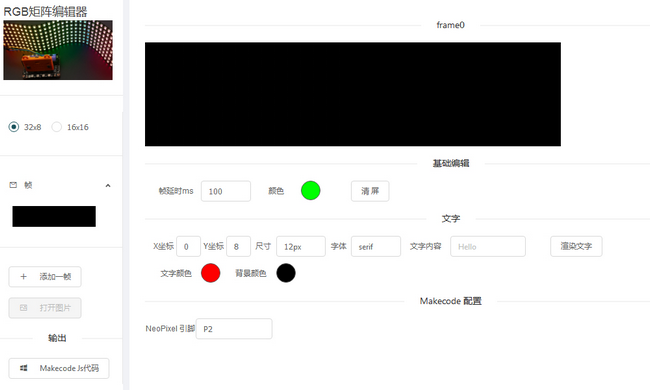 RGB矩阵编辑器
32x8 16x16
帧
添加一帧
打开图片
输出
Makecode Js代码
frame0
基础编辑
帧延时ms 100 颜色 清 屏
文字
X坐标 0 Y坐标 8 尺寸 12px 字体 serif 文字内容 Hello 渲染文字
文字颜色 背景颜色
Makecode 配置
NeoPixel 引脚 P2